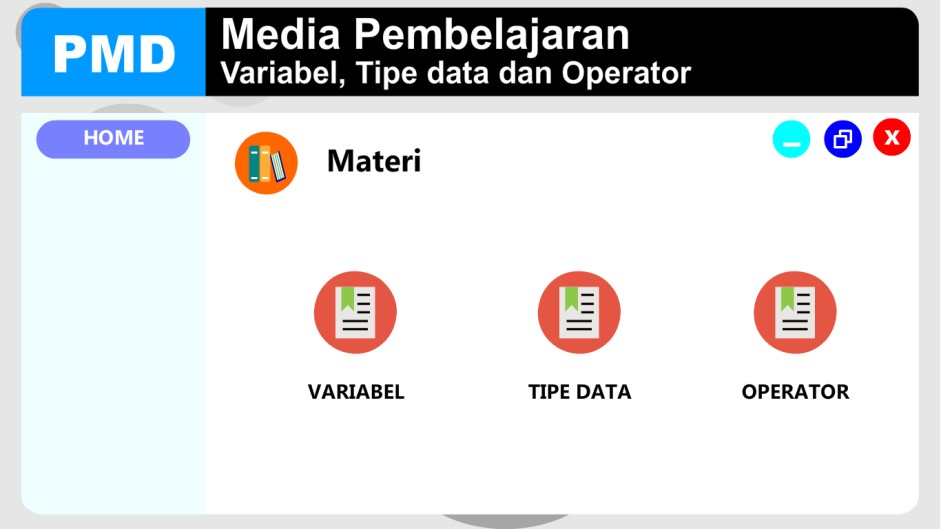 PMD
Media Pembelajaran
Variabel, Tipe data dan Operator
HOME
Materi
X
VARIABEL
TIPE DATA
OPERATOR